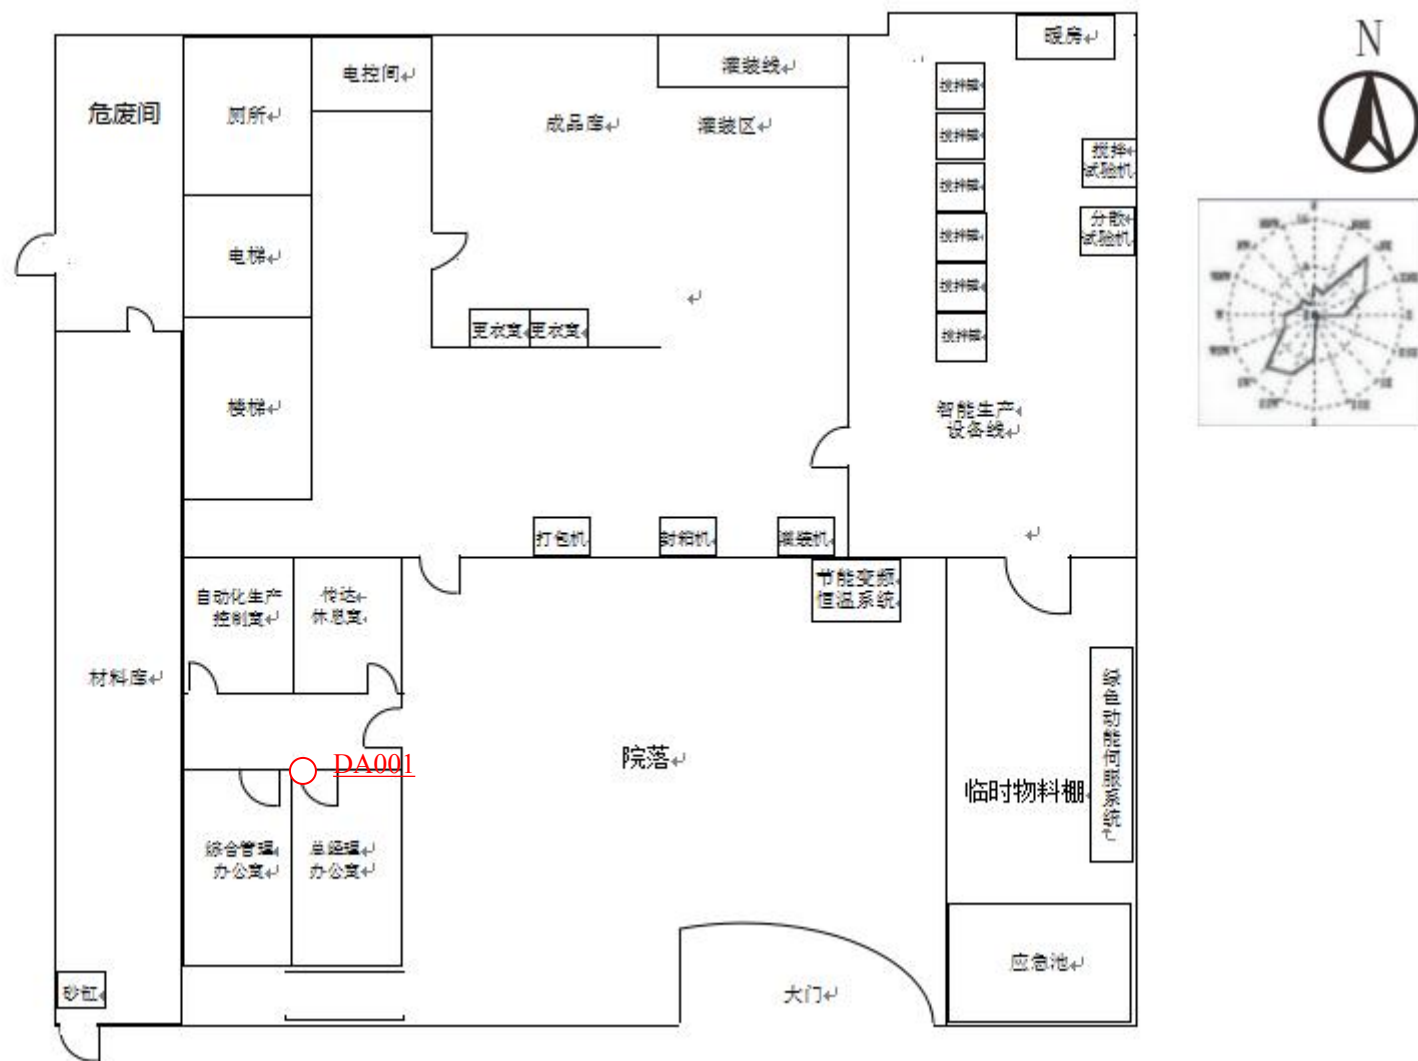 N
暖房
电控间
灌装线
危废间
厕所
成品库
灌装区
搅拌罐
搅拌罐
搅拌罐
搅拌罐
搅拌罐
搅拌罐
搅拌
试验机
分散
试验机
电梯
更衣室
更衣室
楼梯
智能生产
设备线
打包机
封箱机
灌装机
节能变频
恒温系统
自动化生产
控制室
传达
休息室
材料库
绿色动能伺服系统
院落
DA001
临时物料棚
综合管理
办公室
总经理
办公室
应急池
砂缸
大门